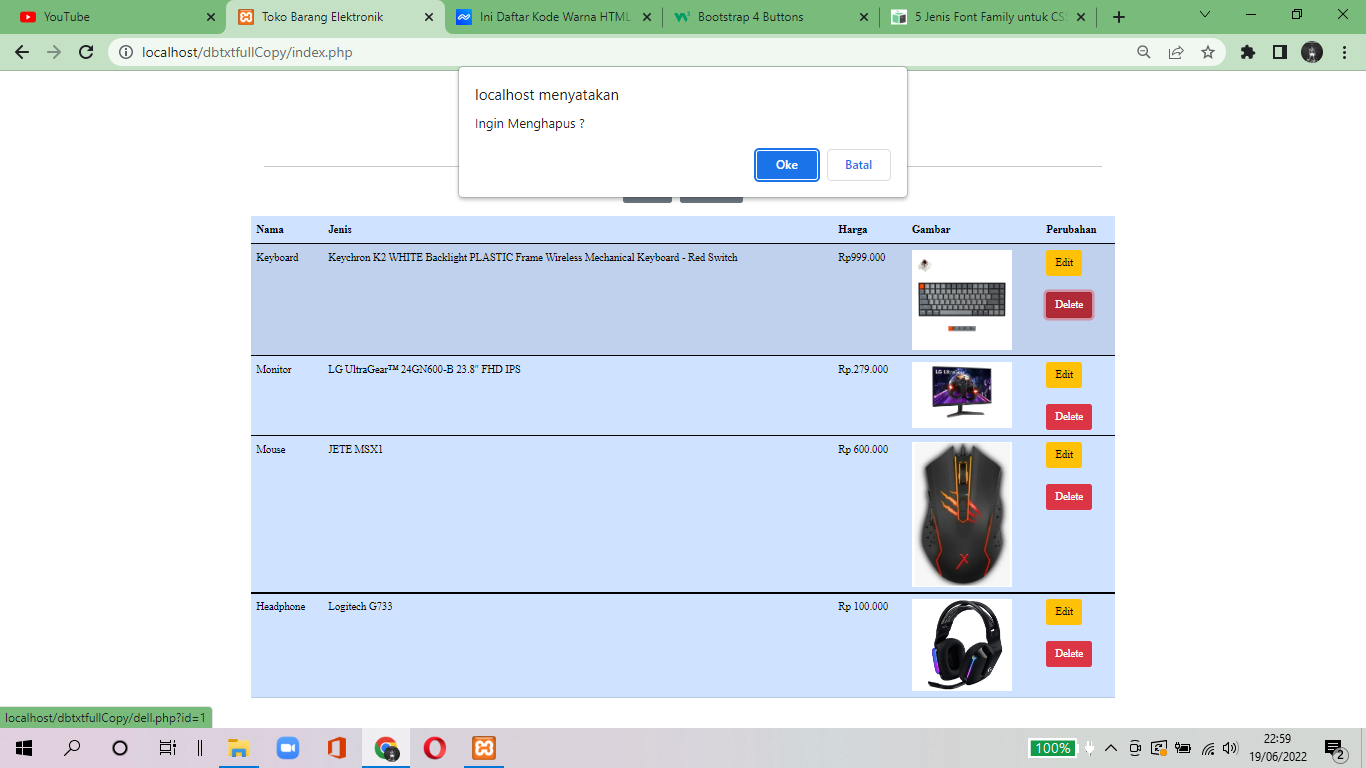 YouTube
Toko Barang Elektronik
Ini Daftar Kode Warna HTML
Bootstrap 4 Buttons
5 Jenis Font Family untuk CSS
localhost/dbtxtfullCopy/index.php
localhost menyatakan
Ingin Menghapus ?
Oke Batal
Nama Jenis Harga Gambar Perubahan
Keyboard Keychron K2 WHITE Backlight PLASTIC Frame Wireless Mechanical Keyboard - Red Switch Rp999.000 Edit
Delete
Monitor LG UltraGear™ 24GN600-B 23.8" FHD IPS Rp.279.000 Edit
Delete
Mouse JETE MSX1 Rp 600.000 Edit
Delete
Headphone Logitech G733 Rp 100.000 Edit
Delete
localhost/dbtxtfullCopy/dell.php?id=1
100%
22:59
19/06/2022
2